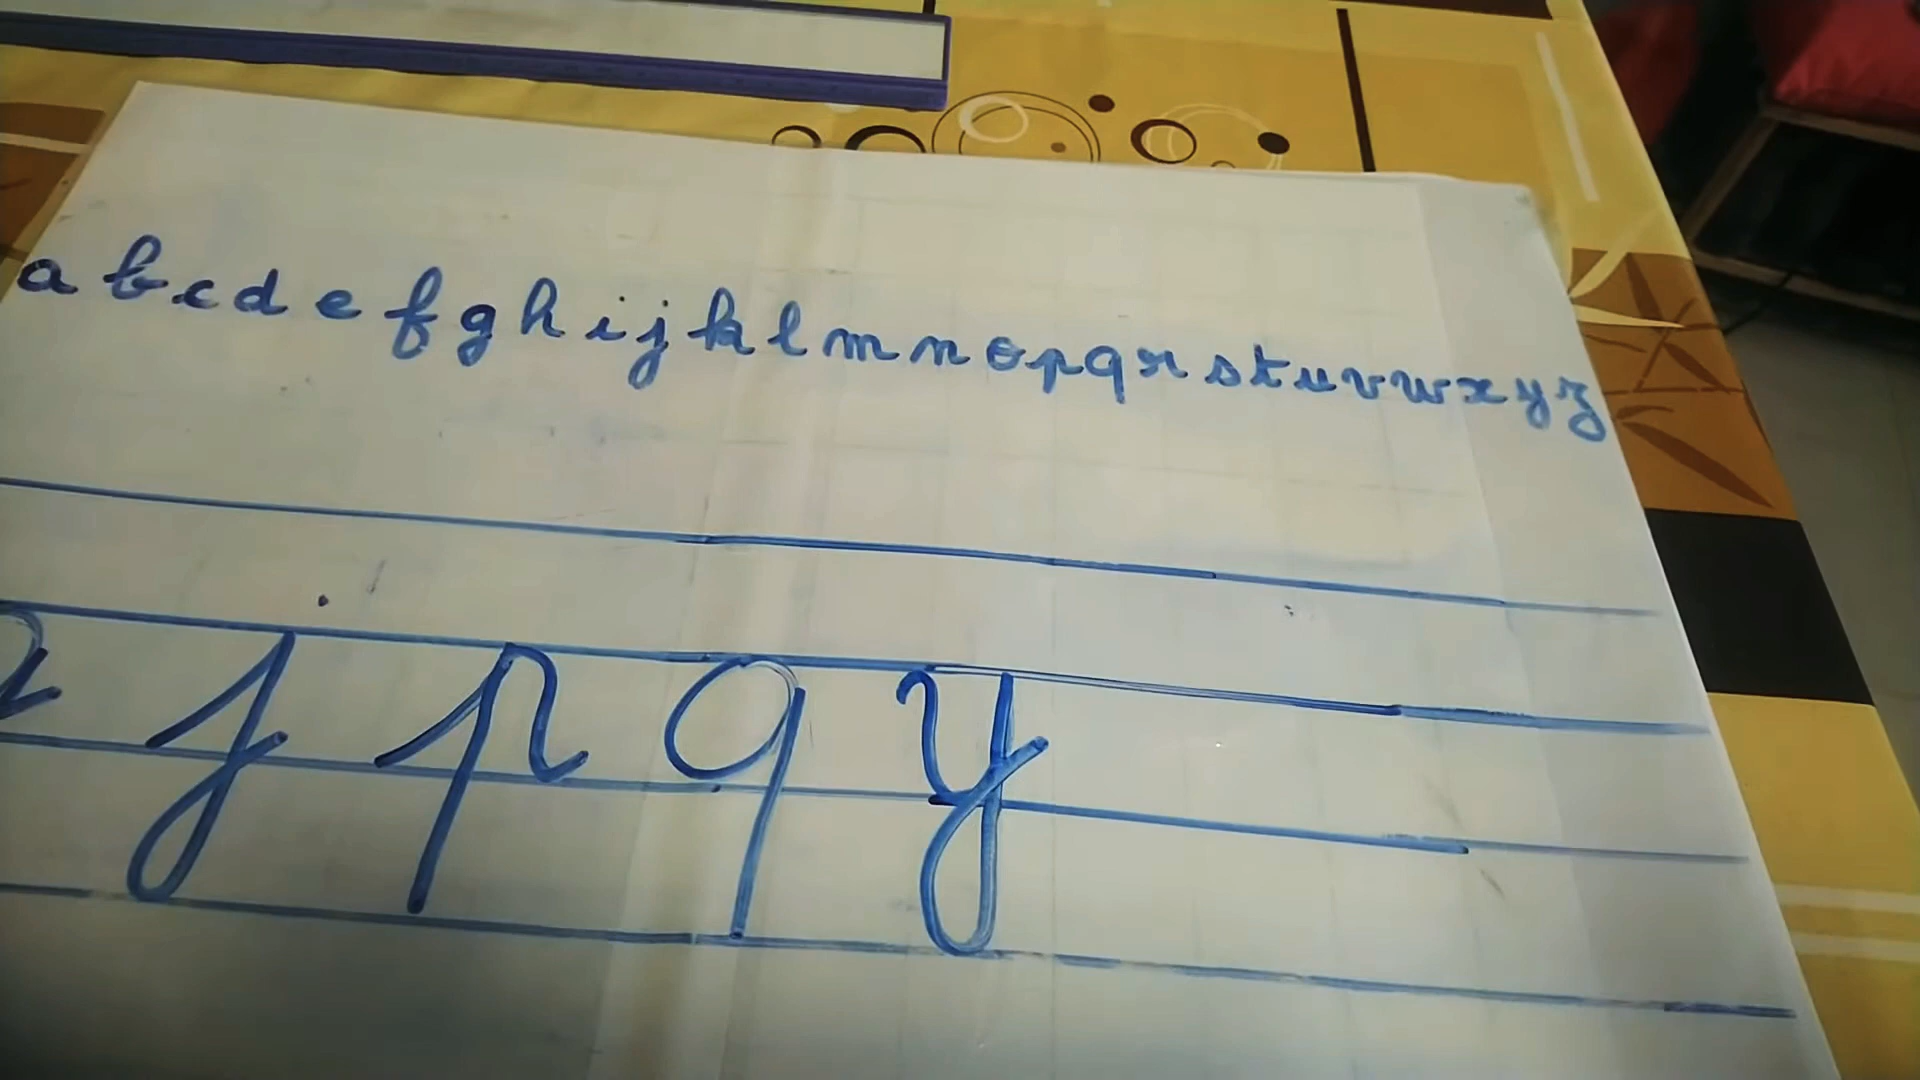 a b c d e f g h i j k l m n o p q r s t u v w x y z
j p q y